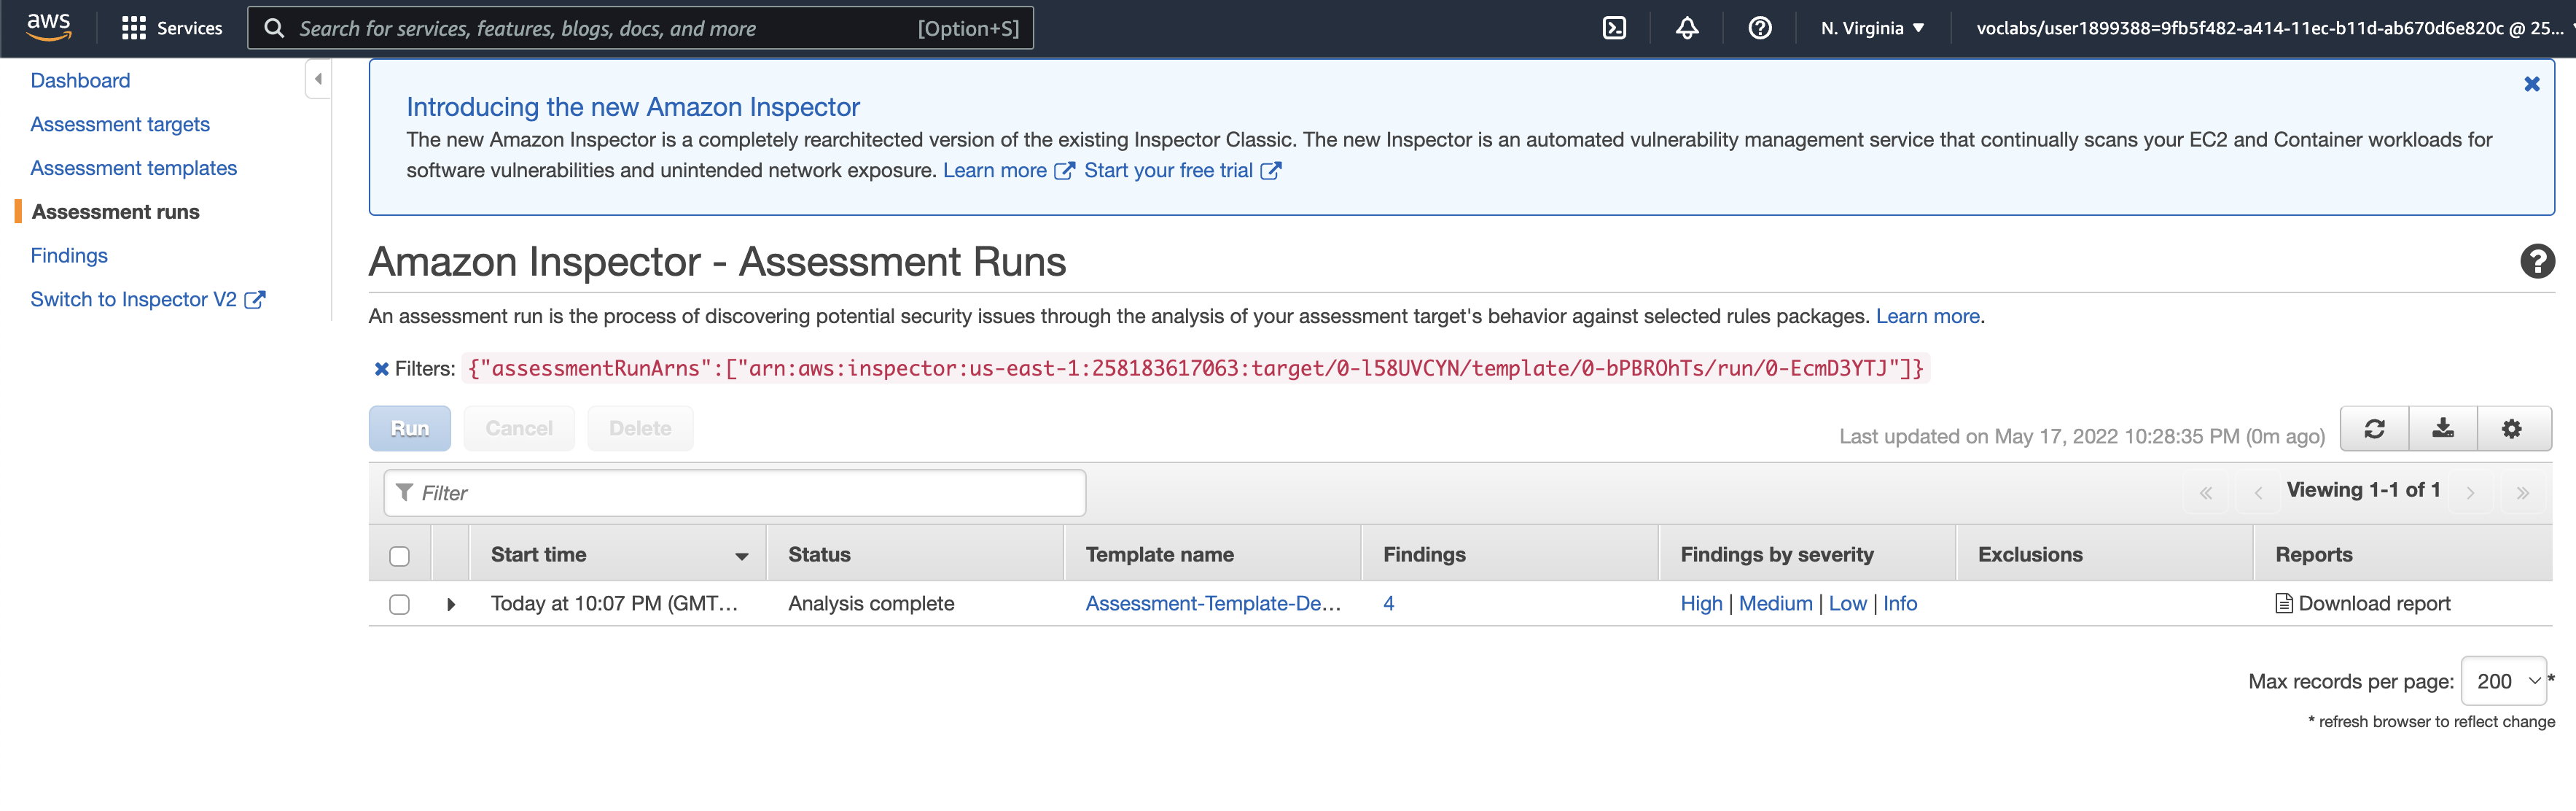 aws Services Search for services, features, blogs, docs, and more [Option+S] N. Virginia voclabs/user1899388=9fb5f482-a414-11ec-b11d-ab670d6e820c @ 25...
Dashboard
Assessment targets
Assessment templates
Assessment runs
Findings
Switch to Inspector V2
Introducing the new Amazon Inspector
The new Amazon Inspector is a completely rearchitected version of the existing Inspector Classic. The new Inspector is an automated vulnerability management service that continually scans your EC2 and Container workloads for
software vulnerabilities and unintended network exposure. Learn more Start your free trial
Amazon Inspector - Assessment Runs
An assessment run is the process of discovering potential security issues through the analysis of your assessment target's behavior against selected rules packages. Learn more.
Filters: {"assessmentRunArns":["arn:aws:inspector:us-east-1:258183617063:target/0-l58UVCYN/template/0-bPBROhTs/run/0-EcmD3YTJ"]}
Run Cancel Delete Last updated on May 17, 2022 10:28:35 PM (0m ago)
Filter Viewing 1-1 of 1
Start time Status Template name Findings Findings by severity Exclusions Reports
Today at 10:07 PM (GMT... Analysis complete Assessment-Template-De... 4 High | Medium | Low | Info Download report
Max records per page: 200 *
* refresh browser to reflect change